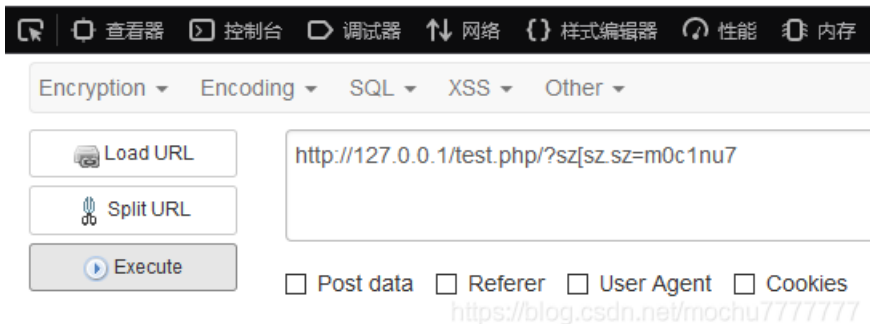 查看器 控制台 调试器 网络 {} 样式编辑器 性能 内存
Encryption Encoding SQL XSS Other
Load URL
http://127.0.0.1/test.php/?sz[sz.sz=m0c1nu7
Split URL
Execute
Post data Referer User Agent Cookies
https://blog.csdn.net/mochu7777777